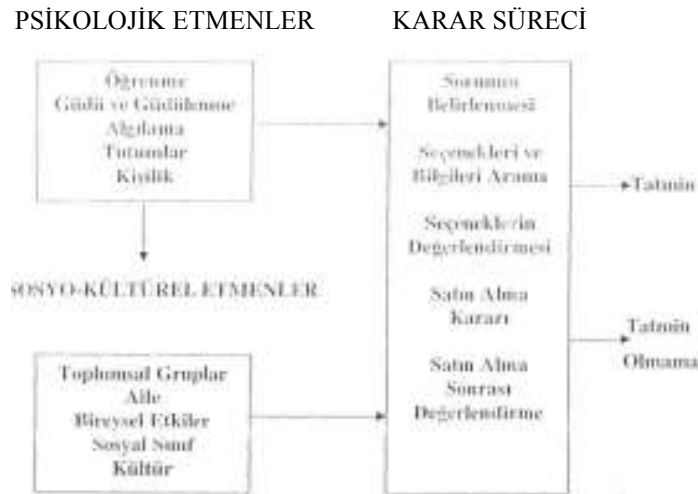 PSİKOLOJİK ETMENLER
KARAR SÜRECİ
Öğrenme
Güdü ve Güdülenme
Algılama
Tutumlar
Kişilik
SOSYO-KÜLTÜREL ETMENLER
Toplumsal Gruplar
Aile
Bireysel Etkiler
Sosyal Sınıf
Kültür
Sorunun
Belirlenmesi
Seçenekleri ve
Bilgileri Arama
Seçeneklerin
Değerlendirmesi
Satın Alma
Kararı
Satın Alma
Sonrası
Değerlendirme
Tatmin
Tatmin
Olmama